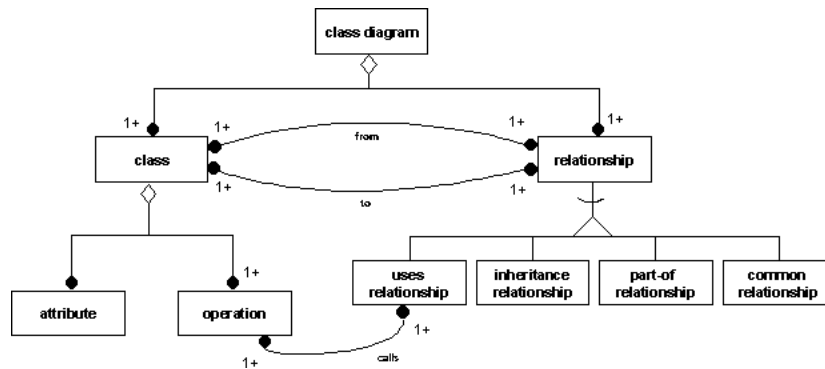 class diagram
1+
1+
1+
1+
1+
from
class
relationship
1+
1+
to
1+
uses
relationship
inheritance
relationship
part-of
relationship
common
relationship
attribute
operation
1+
1+
calls